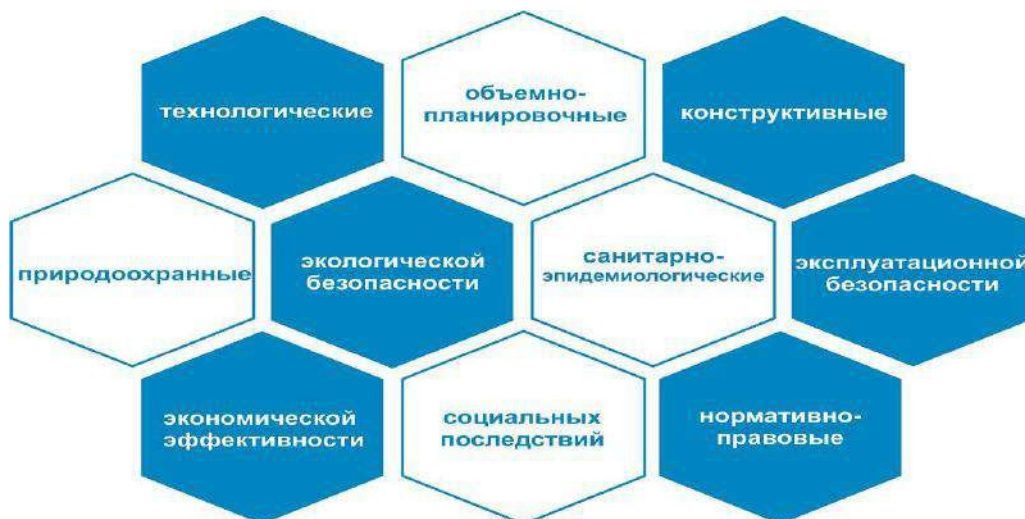 технологические
объемно-
планировочные
конструктивные
природоохранные
экологической
безопасности
санитарно-
эпидемиологические
эксплуатационной
безопасности
экономической
эффективности
социальных
последствий
нормативно-
правовые